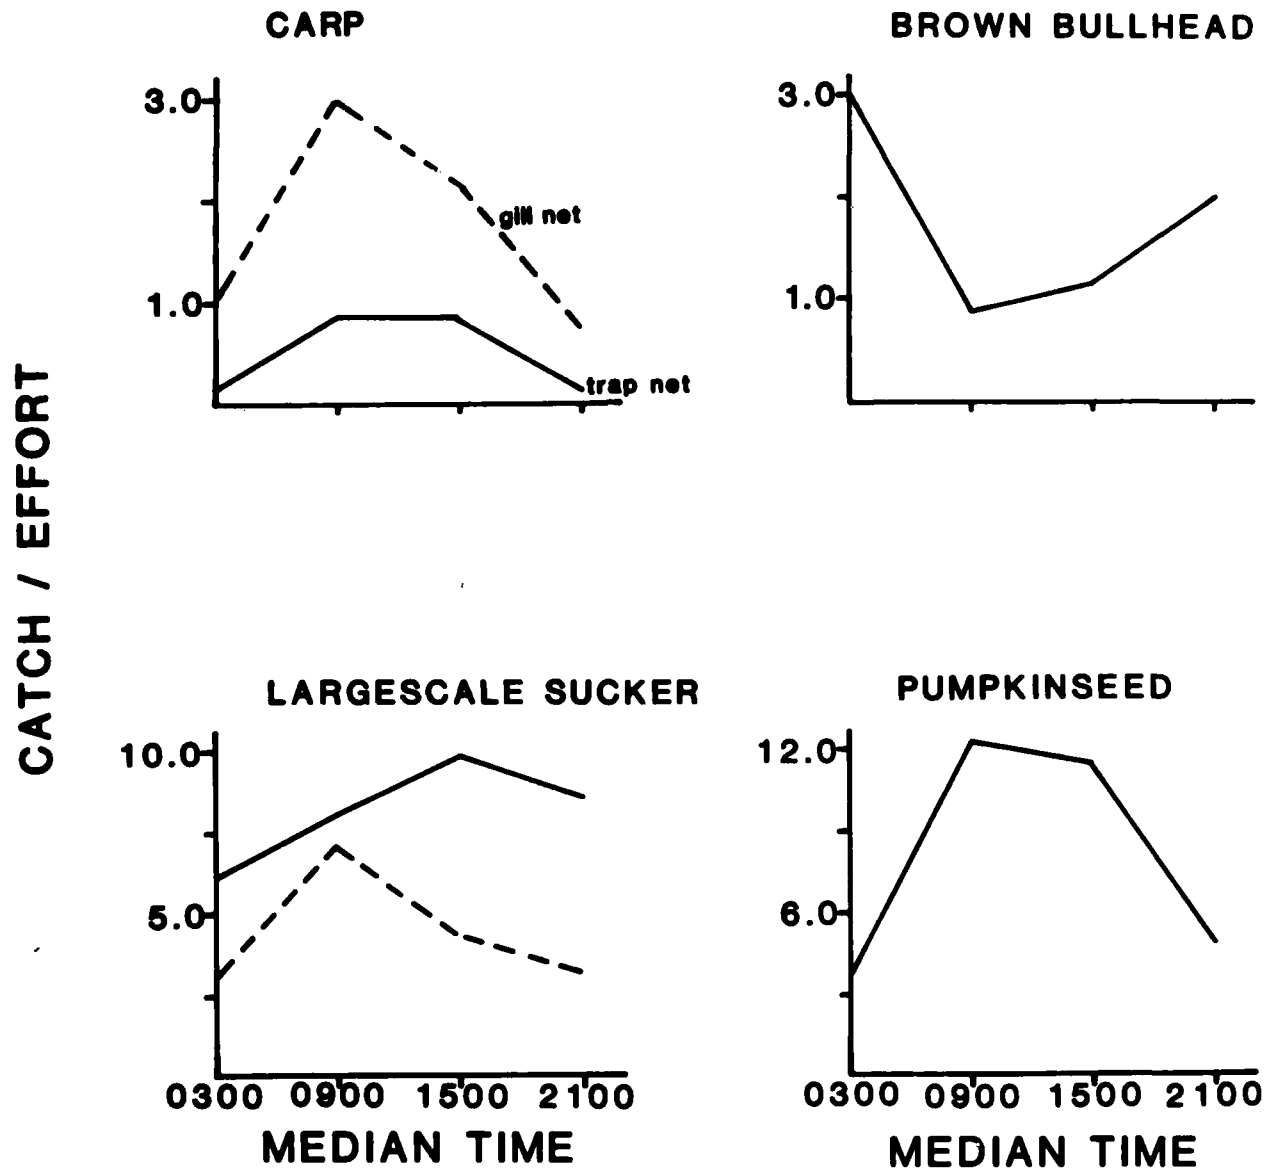 CARP
BROWN BULLHEAD
3.0
1.0
gill net
trap net
3.0
1.0
CATCH / EFFORT
LARGESCALE SUCKER
PUMPKINSEED
10.0
5.0
0300 0900 1500 2100
MEDIAN TIME
12.0
6.0
0300 0900 1500 2100
MEDIAN TIME